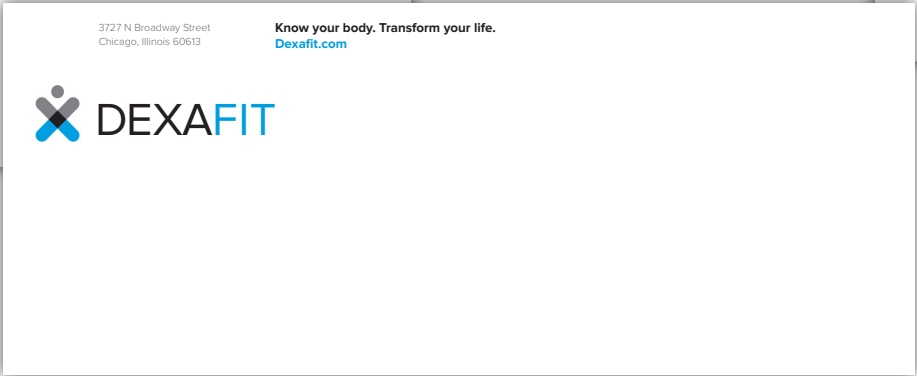 3727 N Broadway Street
Chicago, Illinois 60613
Know your body. Transform your life.
Dexafit.com
DEXAFIT